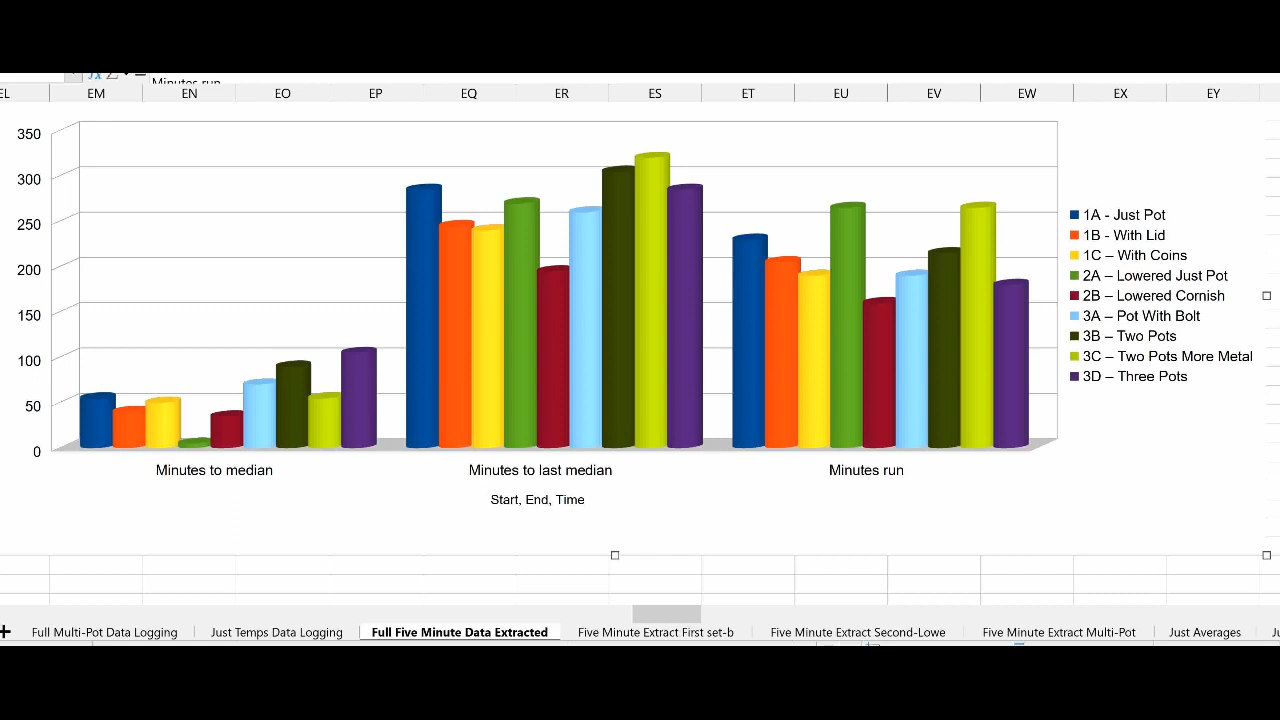 Minutes run
EL EM EN EO EP EQ ER ES ET EU EV EW EX EY
350
300
250
200
150
100
50
0
1A - Just Pot
1B - With Lid
1C – With Coins
2A – Lowered Just Pot
2B – Lowered Cornish
3A – Pot With Bolt
3B – Two Pots
3C – Two Pots More Metal
3D – Three Pots
Minutes to median Minutes to last median Minutes run
Start, End, Time
Full Multi-Pot Data Logging Just Temps Data Logging Full Five Minute Data Extracted Five Minute Extract First set-b Five Minute Extract Second-Lowe Five Minute Extract Multi-Pot Just Averages